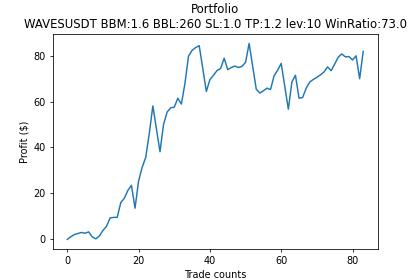 Portfolio
WAVESUSDT BBM:1.6 BBL:260 SL:1.0 TP:1.2 lev:10 WinRatio:73.0
80
60
40
20
0
Profit ($)
0 20 40 60 80
Trade counts